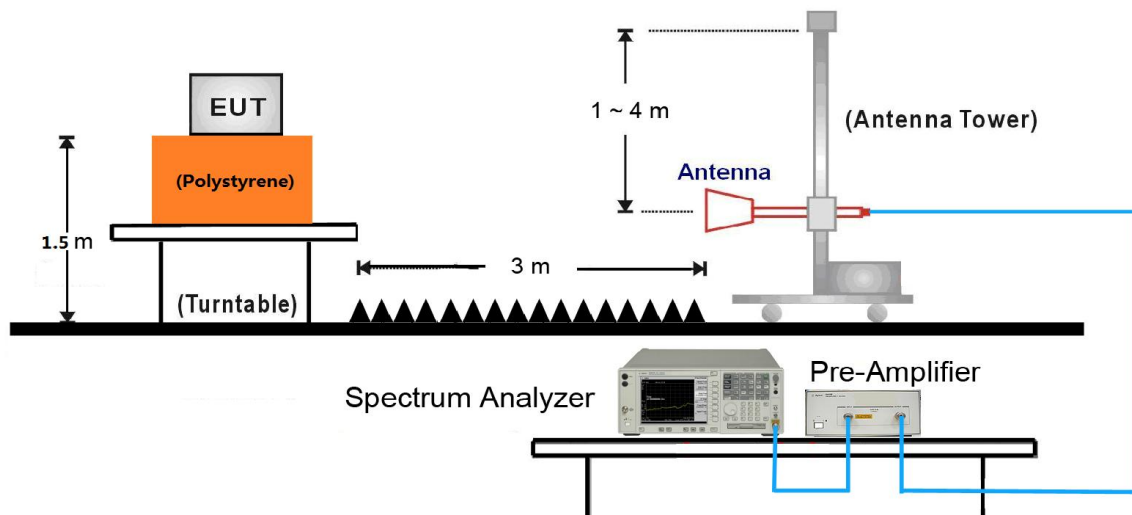 EUT
(Polystyrene)
1.5 m
(Turntable)
3 m
1 ~ 4 m
(Antenna Tower)
Antenna
Spectrum Analyzer
Pre-Amplifier